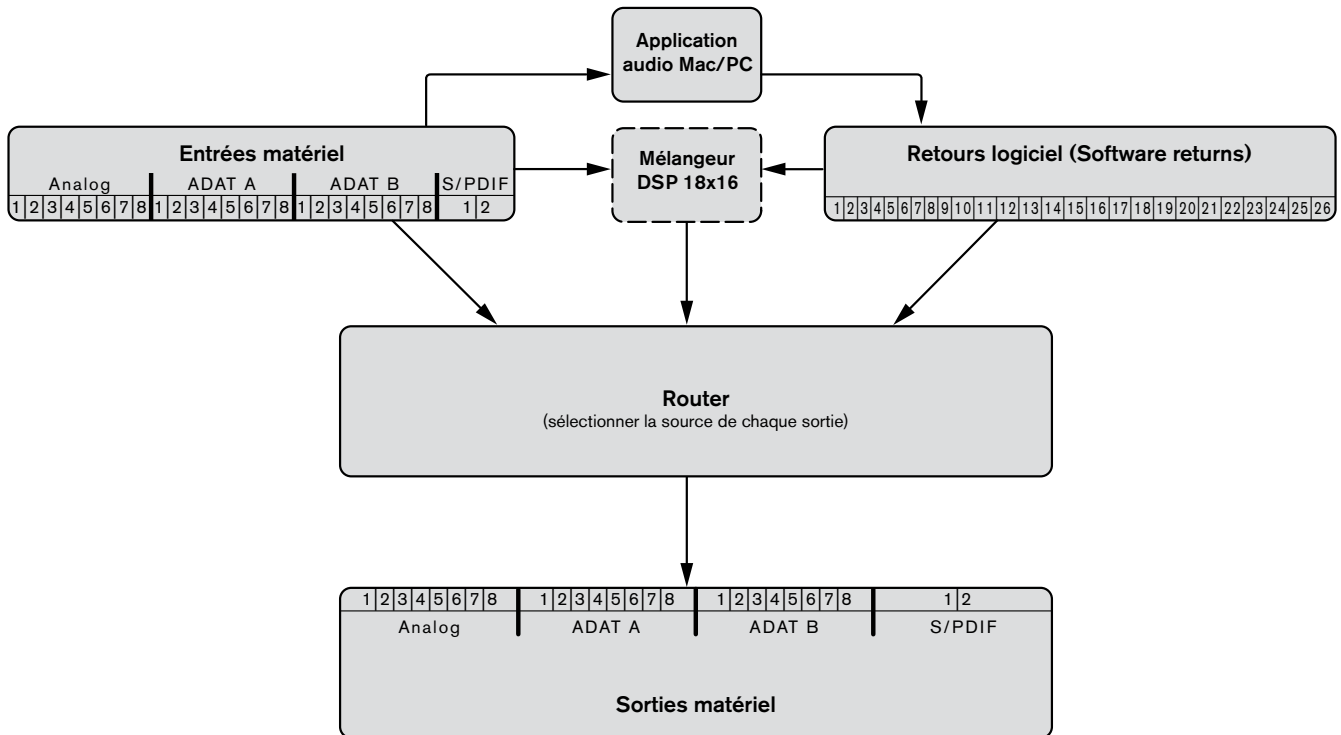 Application
audio Mac/PC
Entrées matériel
Analog ADAT A ADAT B S/PDIF
1 2 3 4 5 6 7 8 1 2 3 4 5 6 7 8 1 2 3 4 5 6 7 8 1 2
Mélangeur
DSP 18x16
Retours logiciel (Software returns)
1 2 3 4 5 6 7 8 9 10 11 12 13 14 15 16 17 18 19 20 21 22 23 24 25 26
Router
(sélectionner la source de chaque sortie)
1 2 3 4 5 6 7 8 1 2 3 4 5 6 7 8 1 2 3 4 5 6 7 8 1 2
Analog ADAT A ADAT B S/PDIF
Sorties matériel